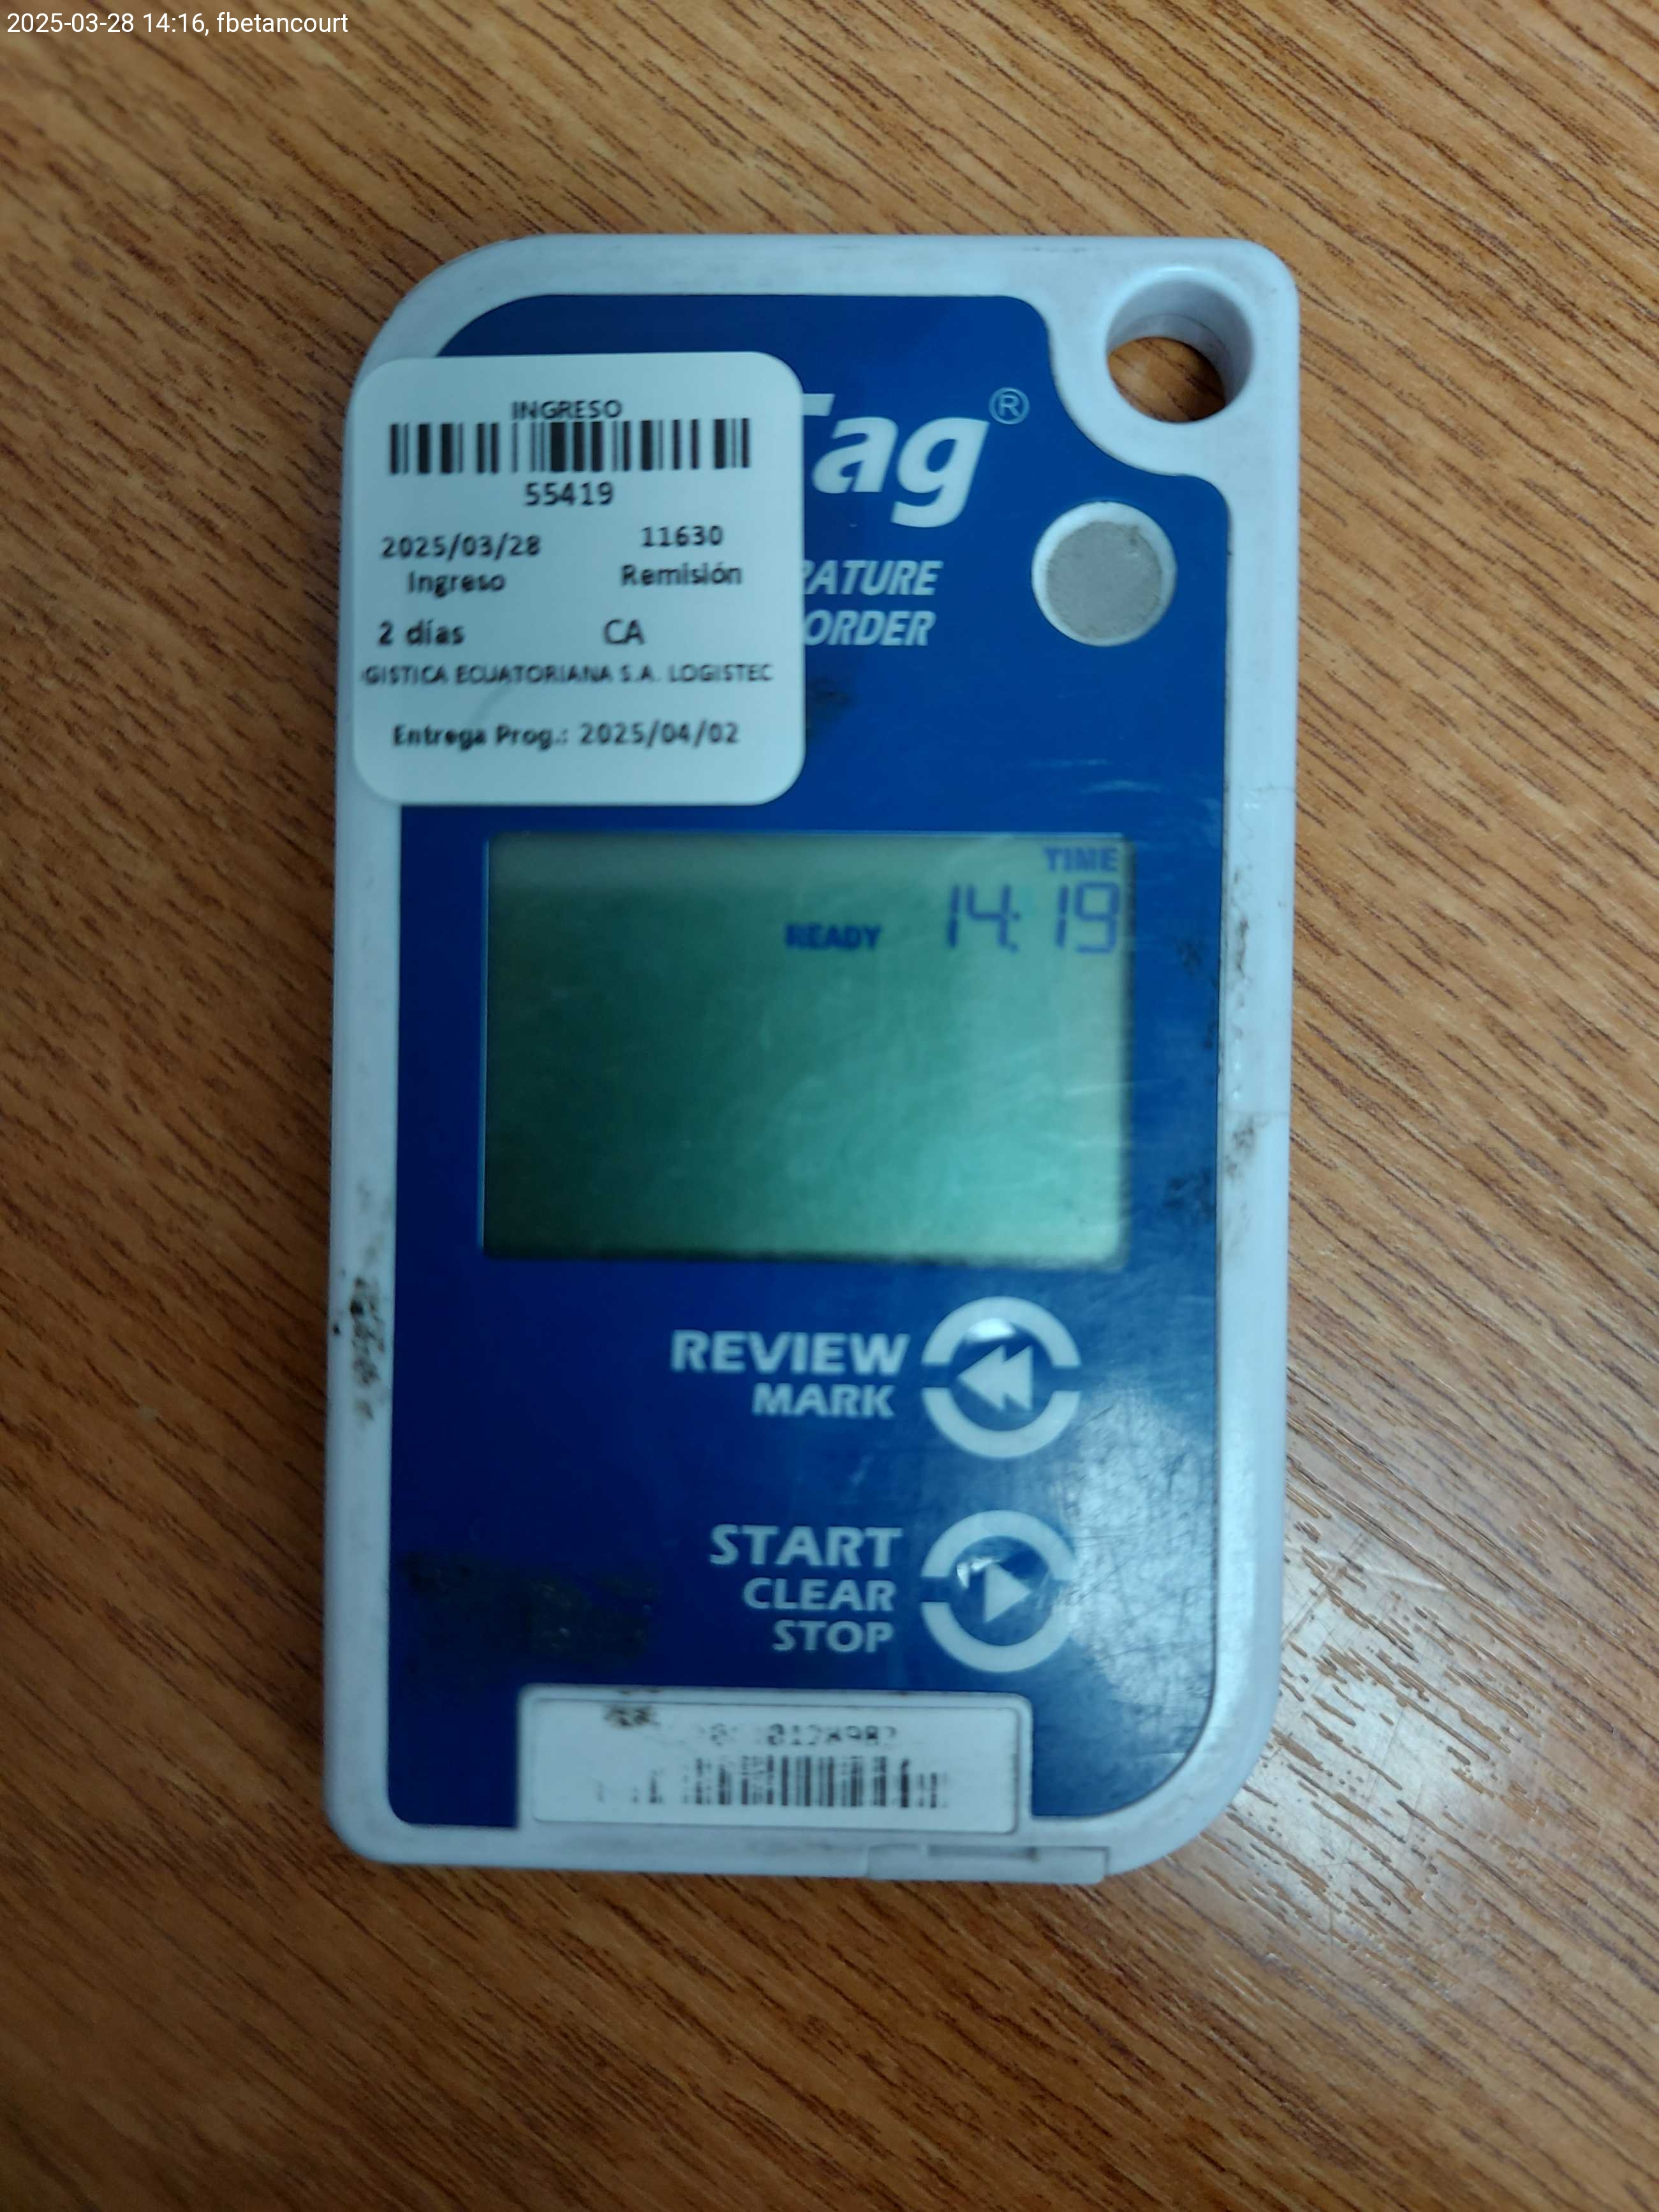 2025-03-28 14:16, fbetancourt
INGRESO
55419
2025/03/28 11630
Ingreso Remisión
2 días CA
GISTICA ECUATORIANA S.A. LOGISTEC
Entrega Prog.: 2025/04/02
Tag®
RATURE
ORDER
TIME
READY 14:19
REVIEW
MARK
START
CLEAR
STOP